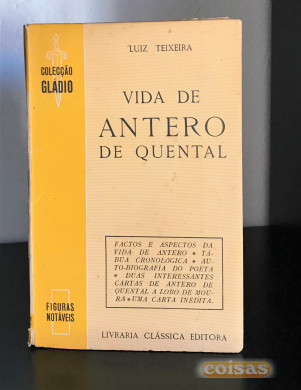 COLECÇÃO
GLÁDIO
LUIZ TEIXEIRA
VIDA DE
ANTERO
DE QUENTAL
FACTOS E ASPECTOS DA
VIDA DE ANTERO • TÁ-
BUA CRONOLÓGICA • AU-
TO-BIOGRAFIA DO POETA
• DUAS INTERESSANTES
CARTAS DE ANTERO DE
QUENTAL A LOBO DE MOU-
RA • UMA CARTA INEDITA.
FIGURAS
NOTÁVEIS
LIVRARIA CLÁSSICA EDITORA
coisas